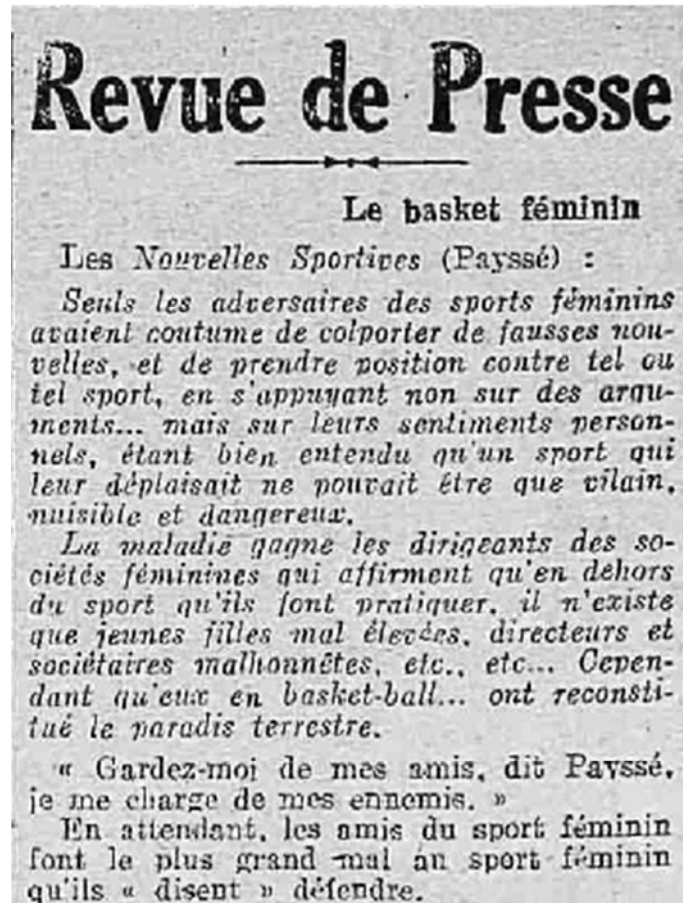 Revue de Presse
Le basket féminin
Les Nouvelles Sportives (Payssé) :
Seuls les adversaires des sports féminins
avaient coutume de colporter de fausses nou-
velles, et de prendre position contre tel ou
tel sport, en s'appuyant non sur des argu-
ments... mais sur leurs sentiments person-
nels, étant bien entendu qu'un sport qui
leur déplaisait ne pouvait être que vilain,
nuisible et dangereux.
La maladie gagne les dirigeants des so-
ciétés féminines qui affirment qu'en dehors
du sport qu'ils font pratiquer, il n'existe
que jeunes filles mal élevées, directeurs et
sociétaires malhonnêtes, etc., etc... Cepen-
dant qu'eux en basket-ball... ont reconsti-
tué le paradis terrestre.
« Gardez-moi de mes amis, dit Payssé,
je me charge de mes ennemis. »
En attendant, les amis du sport féminin
font le plus grand mal au sport féminin
qu'ils « disent » défendre.